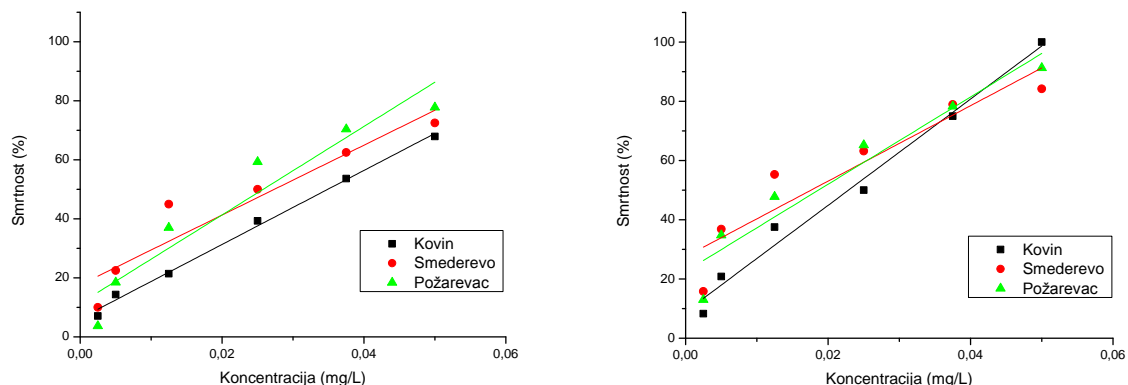 100
80
60
40
20
0
Smrtnost (%)
0,00
0,02
0,04
0,06
Koncentracija (mg/L)
Kovin
Smederevo
Požarevac
100
80
60
40
20
0
Smrtnost (%)
0,00
0,02
0,04
0,06
Koncentracija (mg/L)
Kovin
Smederevo
Požarevac